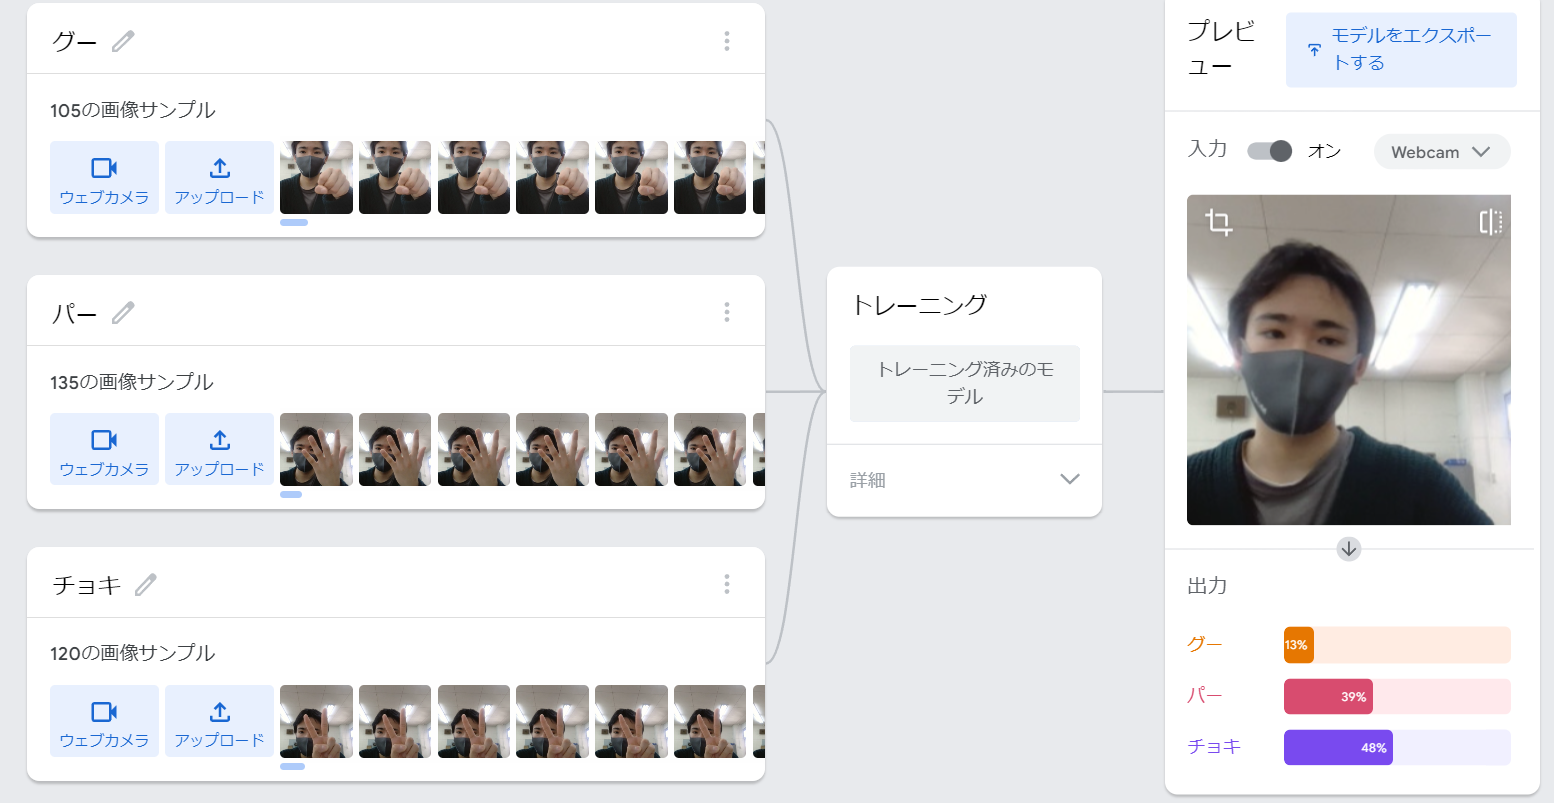 グー
105の画像サンプル
ウェブカメラ
アップロード
パー
135の画像サンプル
ウェブカメラ
アップロード
チョキ
120の画像サンプル
ウェブカメラ
アップロード
トレーニング
トレーニング済みのモ
デル
詳細
プレビ
ュー
モデルをエクスポー
トする
入力
オン
Webcam
出力
グー
13%
パー
39%
チョキ
48%